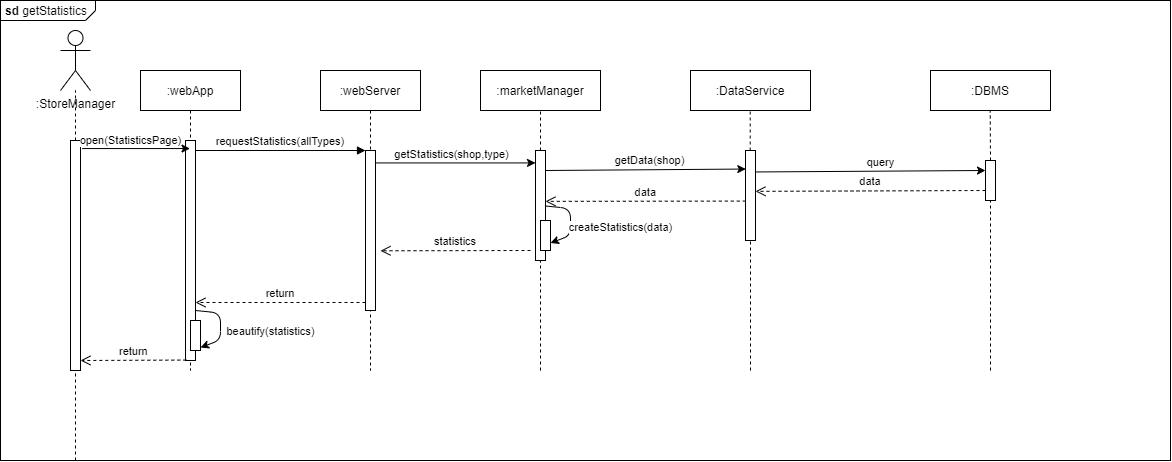 sd getStatistics
:StoreManager
:webApp
:webServer
:marketManager
:DataService
:DBMS
open(StatisticsPage)
requestStatistics(allTypes)
getStatistics(shop,type)
getData(shop)
query
data
data
createStatistics(data)
statistics
return
beautify(statistics)
return